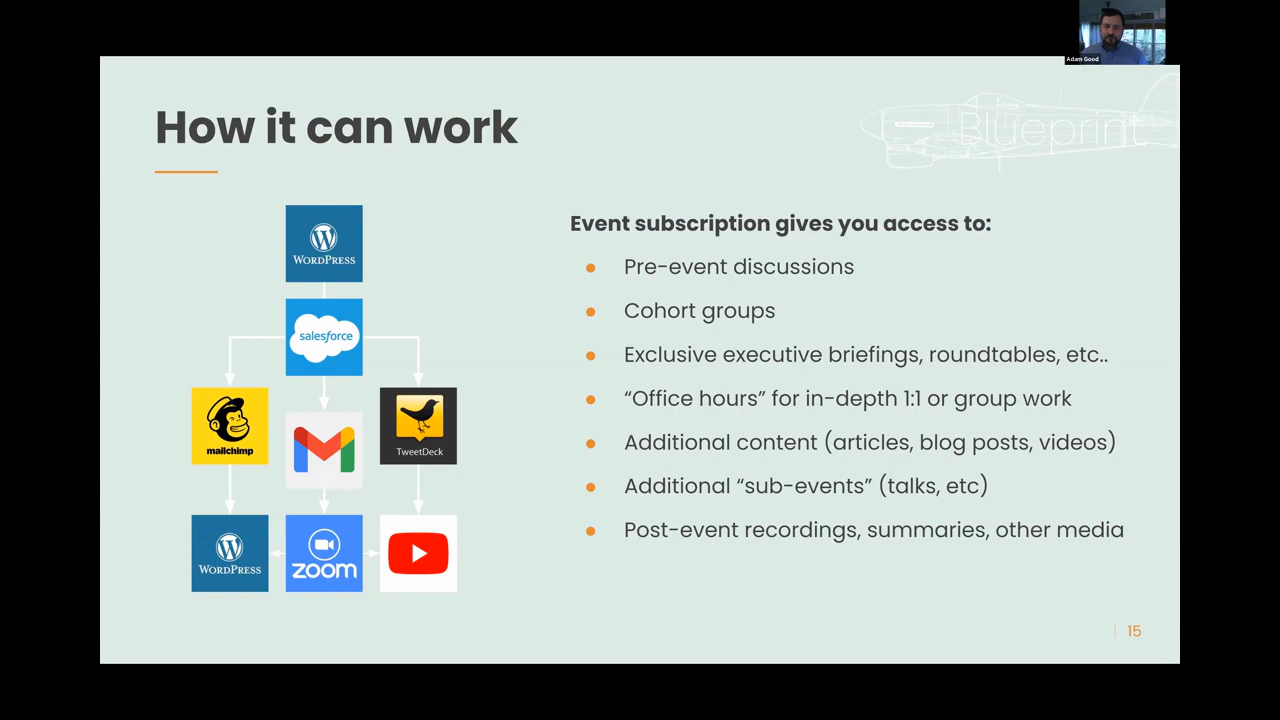 Adam Good
How it can work
Blueprint
WORDPRESS
salesforce
mailchimp
TweetDeck
WORDPRESS
zoom
Event subscription gives you access to:
● Pre-event discussions
● Cohort groups
● Exclusive executive briefings, roundtables, etc..
● “Office hours” for in-depth 1:1 or group work
● Additional content (articles, blog posts, videos)
● Additional “sub-events” (talks, etc)
● Post-event recordings, summaries, other media
| 15